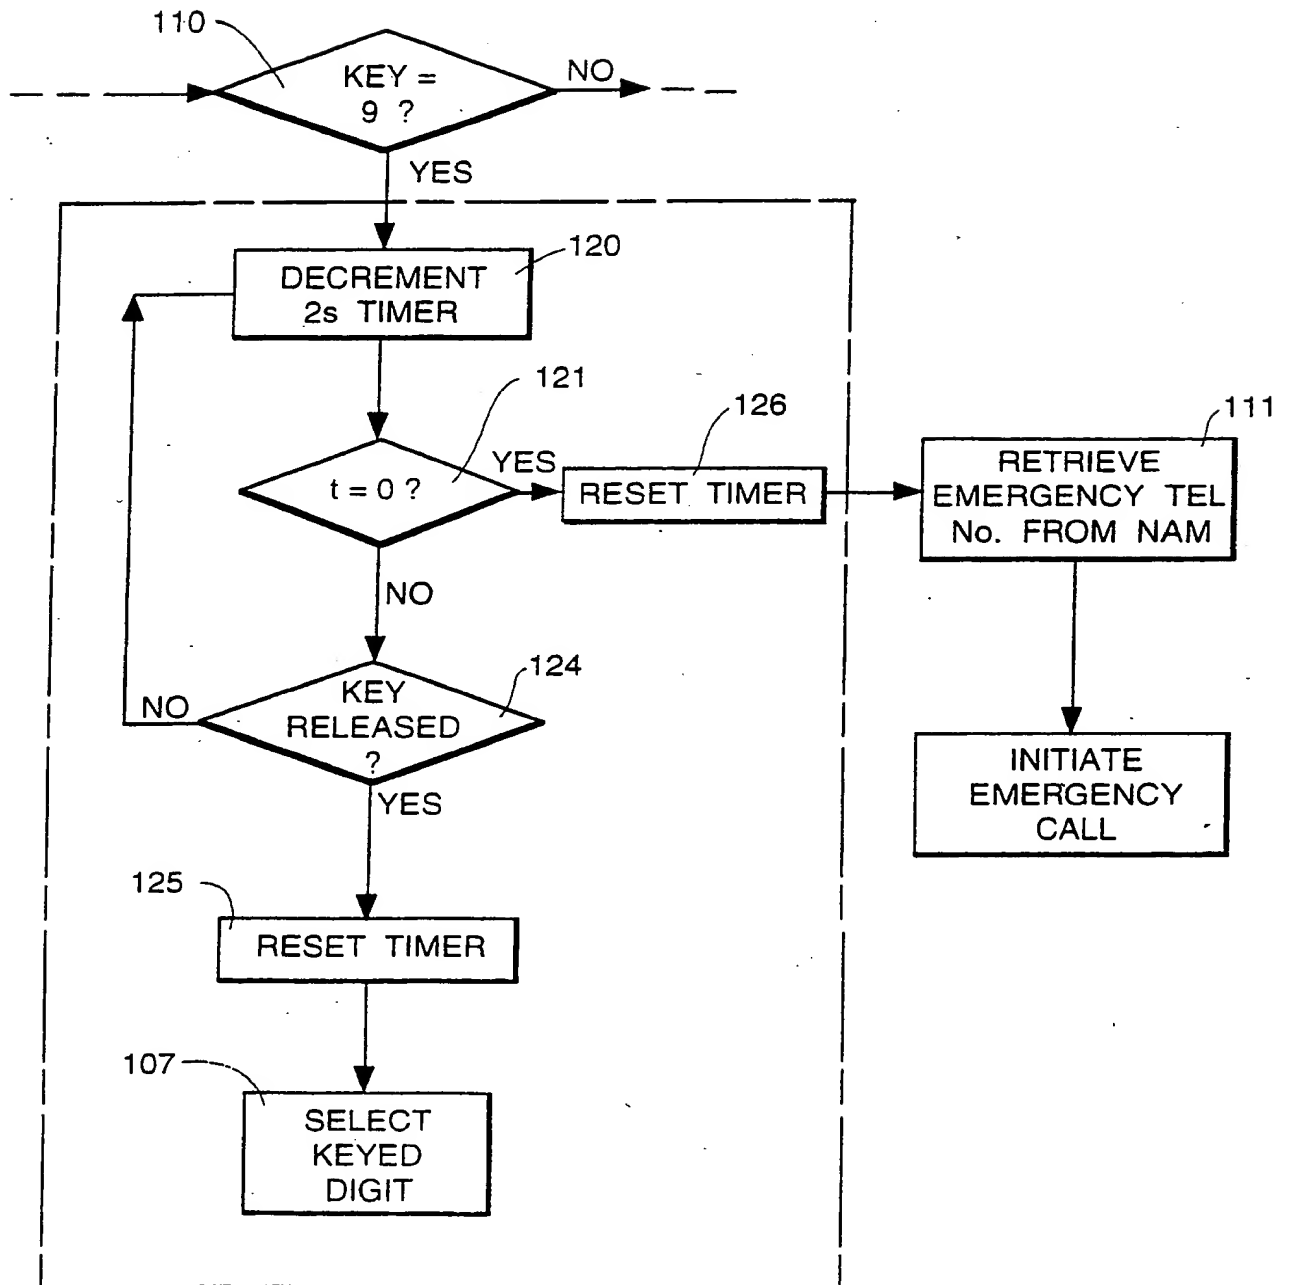 110
KEY =
9 ?
NO
YES
120
DECREMENT
2s TIMER
121
t = 0 ?
YES
126
RESET TIMER
111
RETRIEVE
EMERGENCY TEL
No. FROM NAM
NO
124
KEY
RELEASED
?
NO
YES
INITIATE
EMERGENCY
CALL
125
RESET TIMER
107
SELECT
KEYED
DIGIT